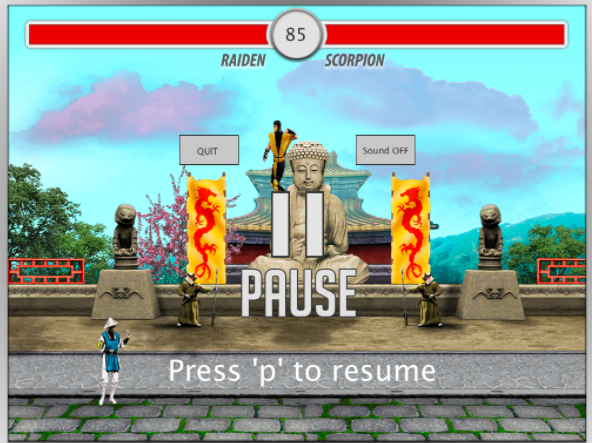 85
RAIDEN SCORPION
QUIT Sound OFF
PAUSE
Press 'p' to resume